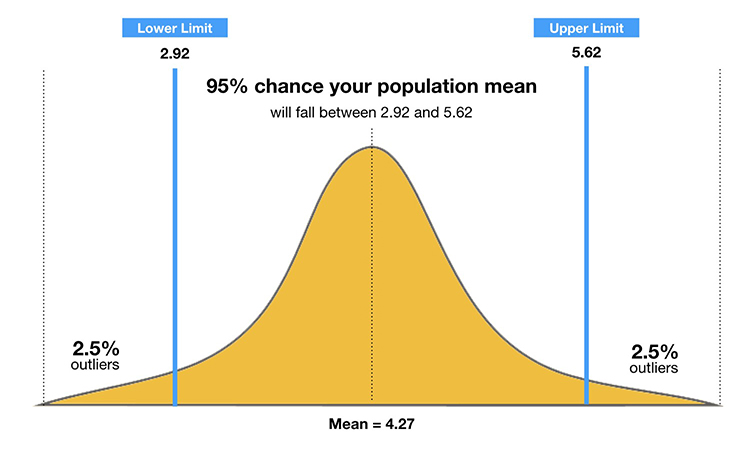 Lower Limit
2.92
Upper Limit
5.62
95% chance your population mean
will fall between 2.92 and 5.62
2.5%
outliers
2.5%
outliers
Mean = 4.27